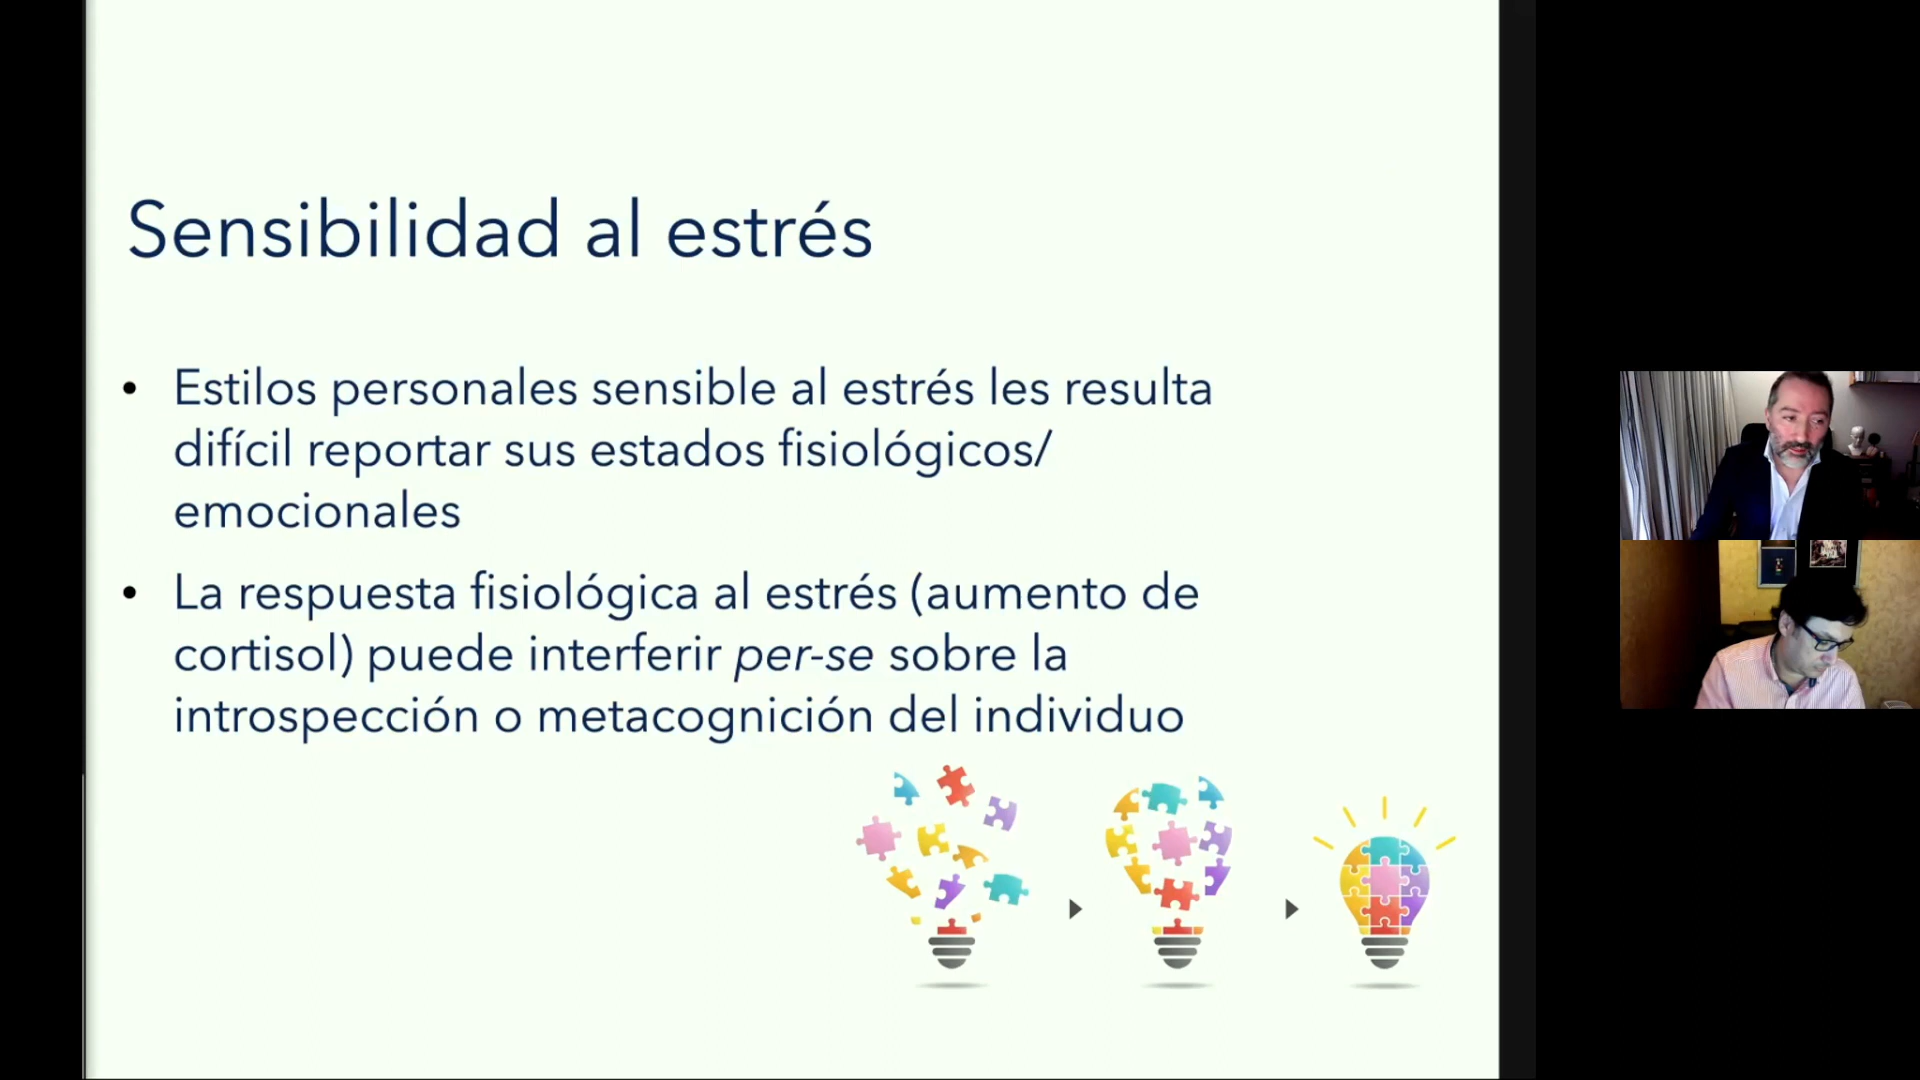 Sensibilidad al estrés
• Estilos personales sensible al estrés les resulta
difícil reportar sus estados fisiológicos/
emocionales
• La respuesta fisiológica al estrés (aumento de
cortisol) puede interferir per-se sobre la
introspección o metacognición del individuo